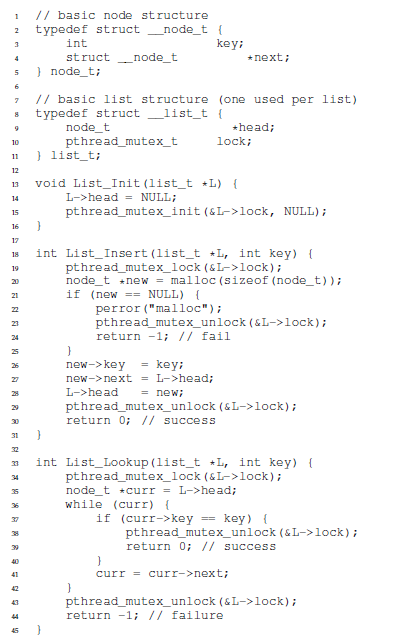 1 // basic node structure
2 typedef struct __node_t {
3     int                 key;
4     struct __node_t         *next;
5 } node_t;
6
7 // basic list structure (one used per list)
8 typedef struct __list_t {
9     node_t                *head;
10     pthread_mutex_t     lock;
11 } list_t;
12
13 void List_Init(list_t *L) {
14     L->head = NULL;
15     pthread_mutex_init(&L->lock, NULL);
16 }
17
18 int List_Insert(list_t *L, int key) {
19     pthread_mutex_lock(&L->lock);
20     node_t *new = malloc(sizeof(node_t));
21     if (new == NULL) {
22         perror("malloc");
23         pthread_mutex_unlock(&L->lock);
24         return -1; // fail
25     }
26     new->key  = key;
27     new->next = L->head;
28     L->head   = new;
29     pthread_mutex_unlock(&L->lock);
30     return 0; // success
31 }
32
33 int List_Lookup(list_t *L, int key) {
34     pthread_mutex_lock(&L->lock);
35     node_t *curr = L->head;
36     while (curr) {
37         if (curr->key == key) {
38             pthread_mutex_unlock(&L->lock);
39             return 0; // success
40         }
41         curr = curr->next;
42     }
43     pthread_mutex_unlock(&L->lock);
44     return -1; // failure
45 }